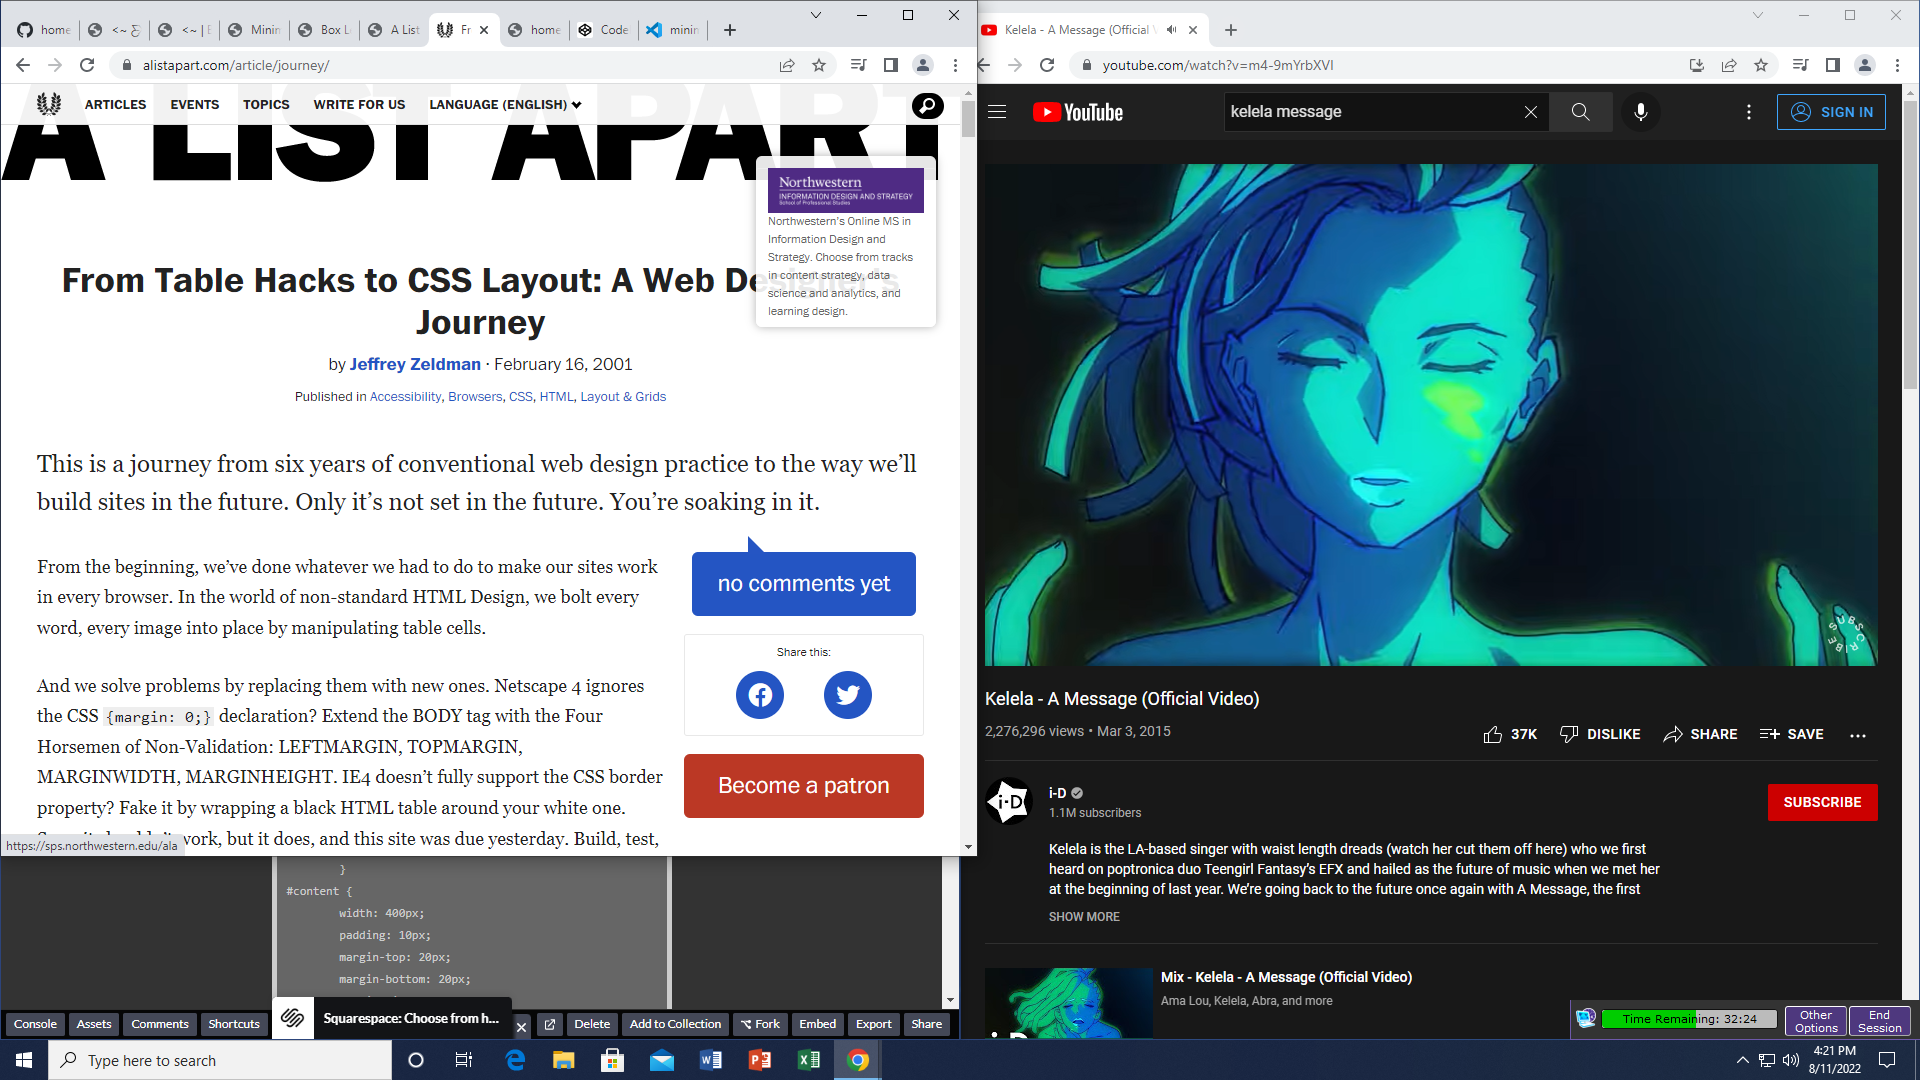 home
<~ ξ
<~ | E
Minin
Box L
A List
Fr
home
Code
minin
alistapart.com/article/journey/
A LIST APART
ARTICLES
EVENTS
TOPICS
WRITE FOR US
LANGUAGE (ENGLISH)
Northwestern
INFORMATION DESIGN AND STRATEGY
School of Professional Studies
Northwestern's Online MS in
Information Design and
Strategy. Choose from tracks
in content strategy, data
science and analytics, and
learning design.
From Table Hacks to CSS Layout: A Web Designer's
Journey
by Jeffrey Zeldman · February 16, 2001
Published in Accessibility, Browsers, CSS, HTML, Layout & Grids
This is a journey from six years of conventional web design practice to the way we’ll
build sites in the future. Only it’s not set in the future. You’re soaking in it.
From the beginning, we’ve done whatever we had to do to make our sites work
in every browser. In the world of non-standard HTML Design, we bolt every
word, every image into place by manipulating table cells.
no comments yet
Share this:
Become a patron
And we solve problems by replacing them with new ones. Netscape 4 ignores
the CSS {margin: 0;} declaration? Extend the BODY tag with the Four
Horsemen of Non-Validation: LEFTMARGIN, TOPMARGIN,
MARGINWIDTH, MARGINHEIGHT. IE4 doesn’t fully support the CSS border
property? Fake it by wrapping a black HTML table around your white one.
work, but it does, and this site was due yesterday. Build, test,
https://sps.northwestern.edu/ala
}
#content {
width: 400px;
padding: 10px;
margin-top: 20px;
margin-bottom: 20px;
Console
Assets
Comments
Shortcuts
Squarespace: Choose from h...
Delete
Add to Collection
Fork
Embed
Export
Share
Kelela - A Message (Official V
youtube.com/watch?v=m4-9mYrbXVI
YouTube
kelela message
SIGN IN
SUBSCRIBE
Kelela - A Message (Official Video)
2,276,296 views • Mar 3, 2015
37K
DISLIKE
SHARE
SAVE
i-D
i-D
1.1M subscribers
SUBSCRIBE
Kelela is the LA-based singer with waist length dreads (watch her cut them off here) who we first
heard on poptronica duo Teengirl Fantasy’s EFX and hailed as the future of music when we met her
at the beginning of last year. We’re going back to the future once again with A Message, the first
SHOW MORE
Mix - Kelela - A Message (Official Video)
Ama Lou, Kelela, Abra, and more
i-D
Time Remaining: 32:24
Other
Options
End
Session
Type here to search
4:21 PM
8/11/2022